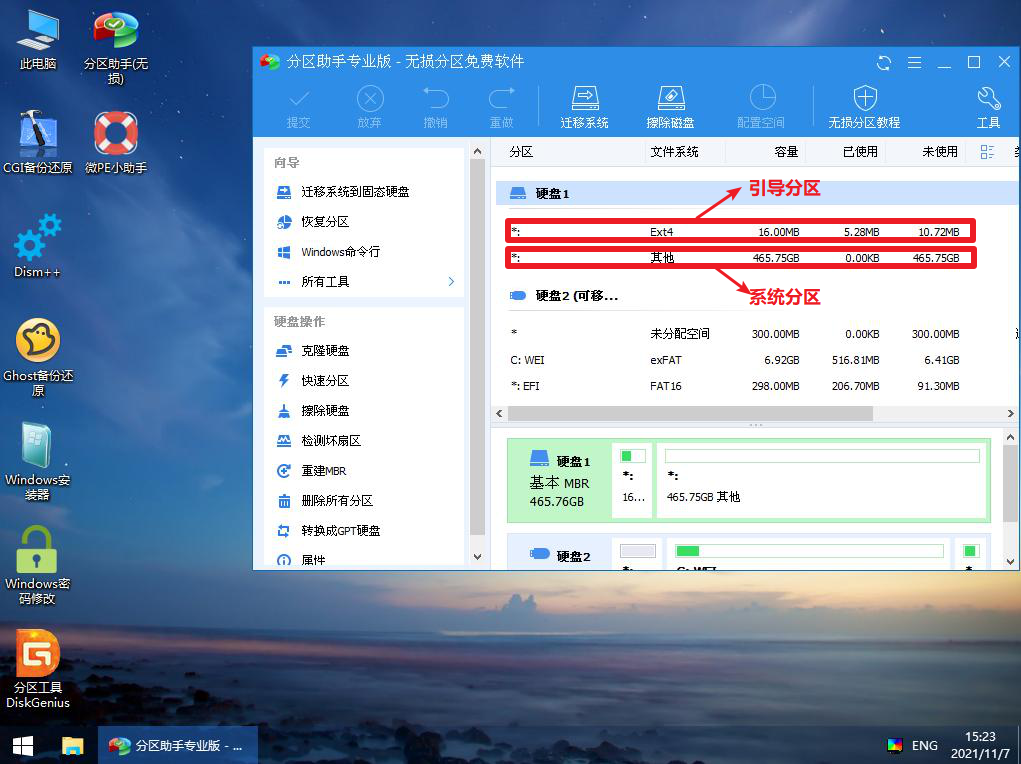 此电脑
分区助手(无
损)
CGI备份还原
微PE小助手
Dism++
Ghost备份还
原
Windows安
装器
Windows密
码修改
分区工具
DiskGenius
分区助手专业版 - 无损分区免费软件
提交
放弃
撤销
重做
迁移系统
擦除磁盘
配置空间
无损分区教程
工具
向导
迁移系统到固态硬盘
恢复分区
Windows命令行
所有工具
硬盘操作
克隆硬盘
快速分区
擦除硬盘
检测坏扇区
重建MBR
删除所有分区
转换成GPT硬盘
属性
分区 文件系统 容量 已使用 未使用
硬盘1
引导分区
*: Ext4 16.00MB 5.28MB 10.72MB
*: 其他 465.75GB 0.00KB 465.75GB
硬盘2 (可移...
系统分区
* 未分配空间 300.00MB 0.00KB 300.00MB
C: WEI exFAT 6.92GB 516.81MB 6.41GB
*: EFI FAT16 298.00MB 206.70MB 91.30MB
硬盘1
基本 MBR
465.76GB
*:
16...
*:
465.75GB 其他
硬盘2
*:
C: WEI
*
分区助手专业版 - ...
ENG
15:23
2021/11/7